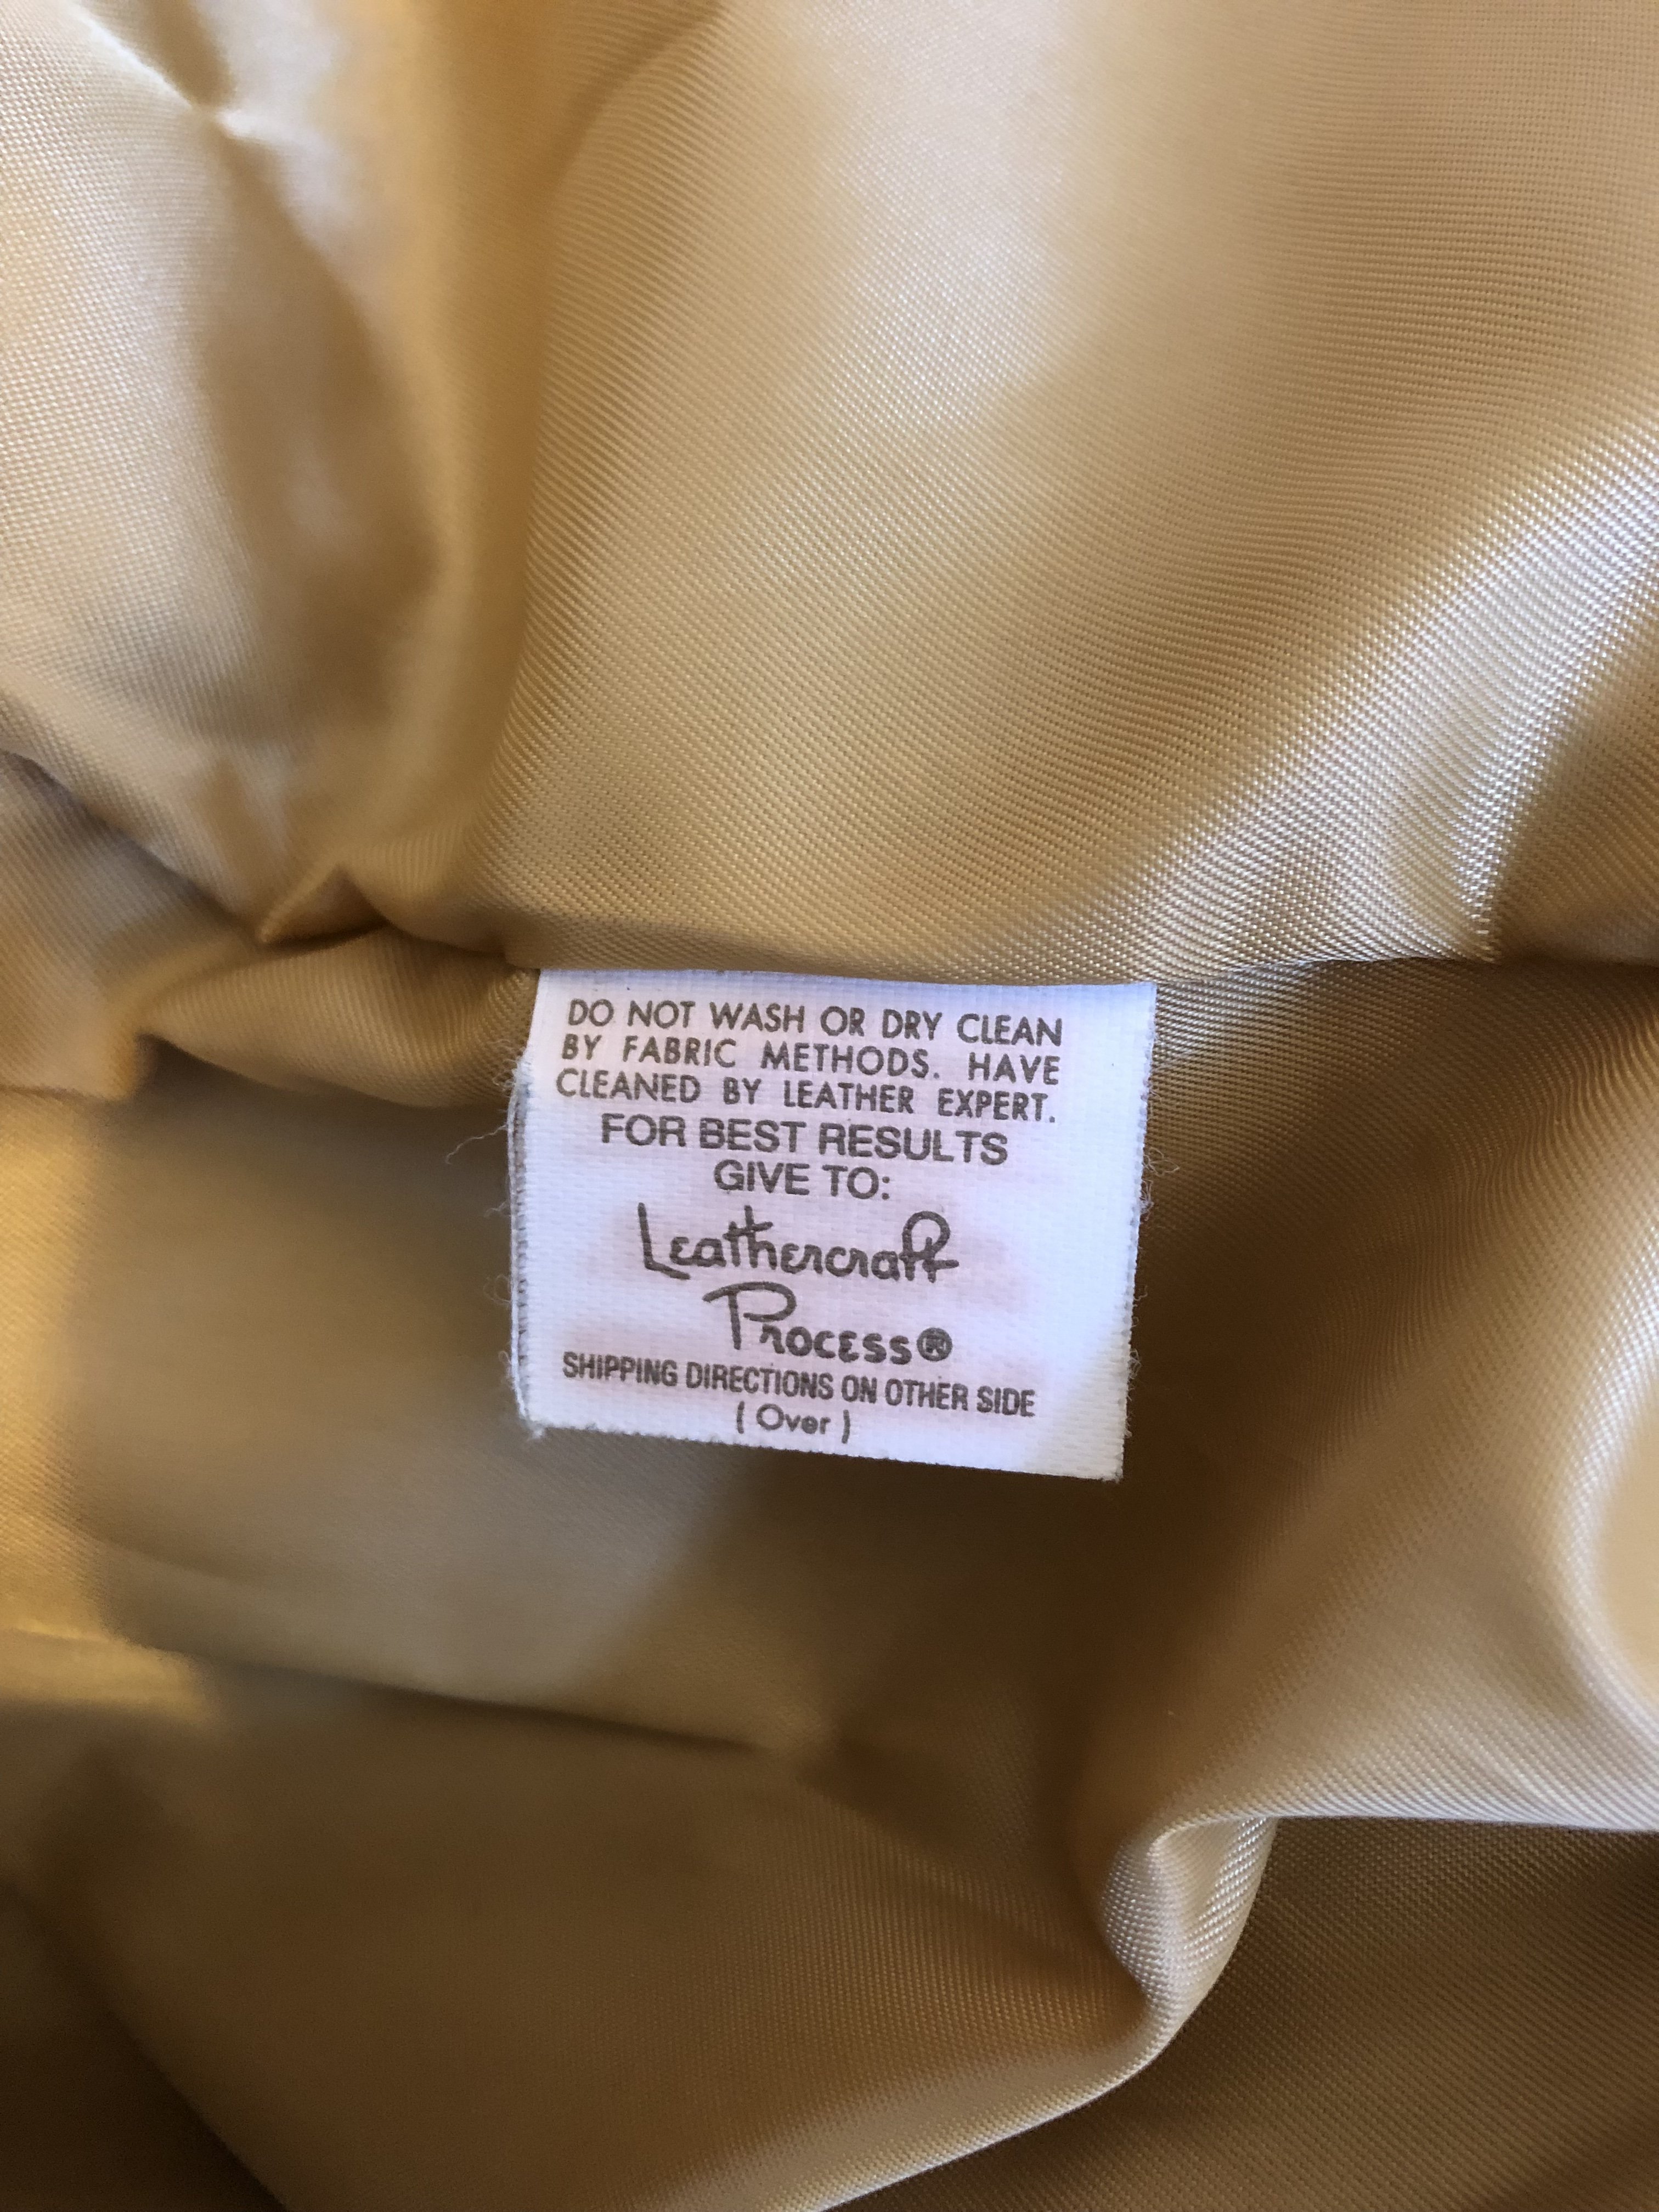 DO NOT WASH OR DRY CLEAN
BY FABRIC METHODS. HAVE
CLEANED BY LEATHER EXPERT.
FOR BEST RESULTS
GIVE TO:
Leathercraft
Process®
SHIPPING DIRECTIONS ON OTHER SIDE
(Over)